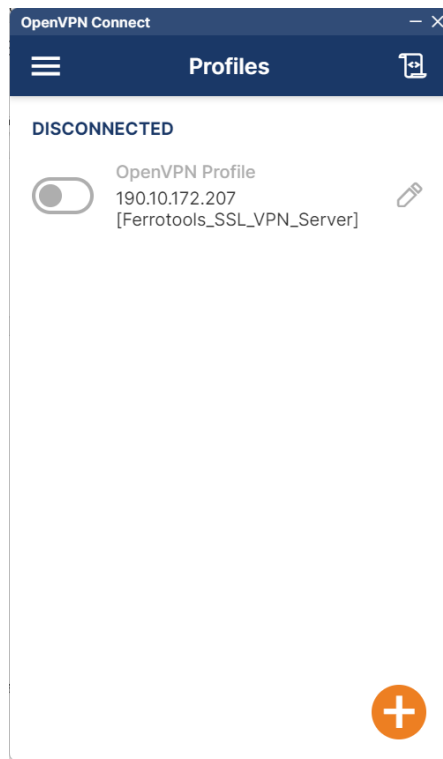 OpenVPN Connect
Profiles
DISCONNECTED
OpenVPN Profile
190.10.172.207
[Ferrotools_SSL_VPN_Server]